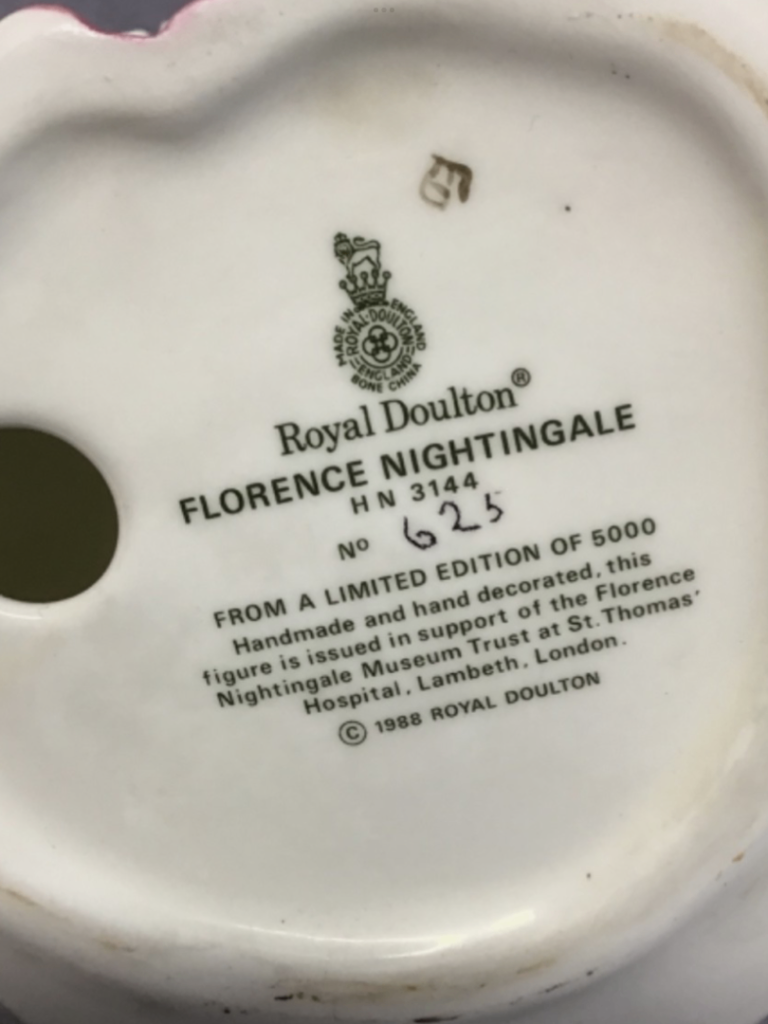 MADE IN ENGLAND
ROYAL · DOULTON
ENGLAND
BONE CHINA
Royal Doulton®
FLORENCE NIGHTINGALE
HN 3144
Nº 625
FROM A LIMITED EDITION OF 5000
Handmade and hand decorated, this
figure is issued in support of the Florence
Nightingale Museum Trust at St. Thomas'
Hospital, Lambeth, London.
© 1988 ROYAL DOULTON